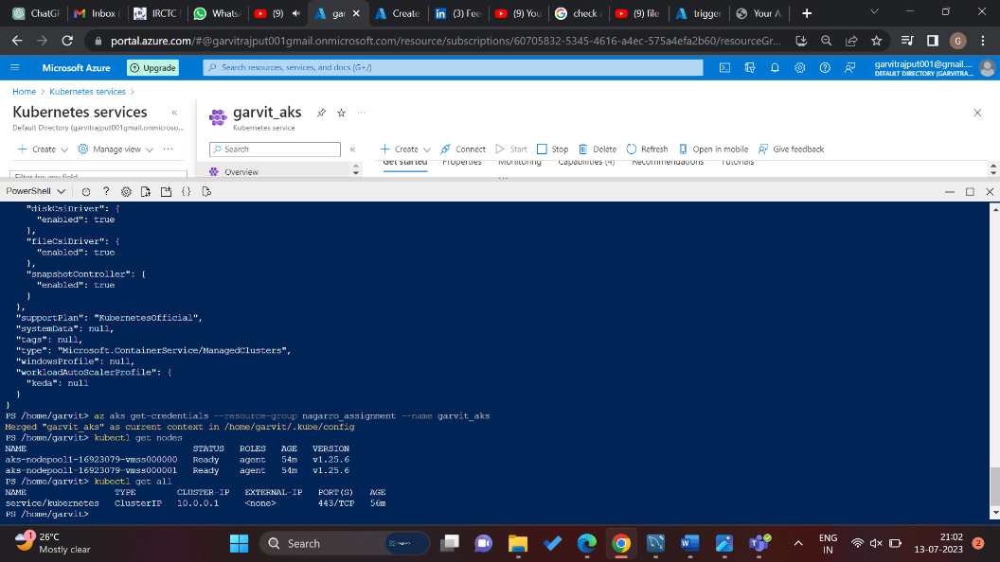 ChatGP
Inbox (
IRCTC
Whats
(9)
gar
Create
(3) Fee
(9) You
check a
(9) file
trigger
Your A
portal.azure.com/#@garvitrajput001gmail.onmicrosoft.com/resource/subscriptions/60705832-5345-4616-a4ec-575a4efa2b60/resourceGr...
G
Microsoft Azure
Upgrade
Search resources, services, and docs (G+/)
garvitrajput001@gmail....
DEFAULT DIRECTORY (GARVITRA...
Home > Kubernetes services >
Kubernetes services
Default Directory (garvitrajput001gmail.onmicroso...
Create
Manage view
Filter for any field...
garvit_aks
Kubernetes service
Search
Overview
Create
Connect
Start
Stop
Delete
Refresh
Open in mobile
Give feedback
Get started
Properties
Monitoring
Capabilities (4)
Recommendations
Tutorials
PowerShell
"diskCsiDriver": {
"enabled": true
},
"fileCsiDriver": {
"enabled": true
},
"snapshotController": {
"enabled": true
}
},
"supportPlan": "KubernetesOfficial",
"systemData": null,
"tags": null,
"type": "Microsoft.ContainerService/ManagedClusters",
"windowsProfile": null,
"workloadAutoScalerProfile": {
"keda": null
}
}
PS /home/garvit> az aks get-credentials --resource-group nagarro_assignment --name garvit_aks
Merged "garvit_aks" as current context in /home/garvit/.kube/config
PS /home/garvit> kubectl get nodes
NAME STATUS ROLES AGE VERSION
aks-nodepool1-16923079-vmss000000 Ready agent 54m v1.25.6
aks-nodepool1-16923079-vmss000001 Ready agent 54m v1.25.6
PS /home/garvit> kubectl get all
NAME TYPE CLUSTER-IP EXTERNAL-IP PORT(S) AGE
service/kubernetes ClusterIP 10.0.0.1 <none> 443/TCP 56m
PS /home/garvit>
1
26°C
Mostly clear
Search
ENG
IN
21:02
13-07-2023
2